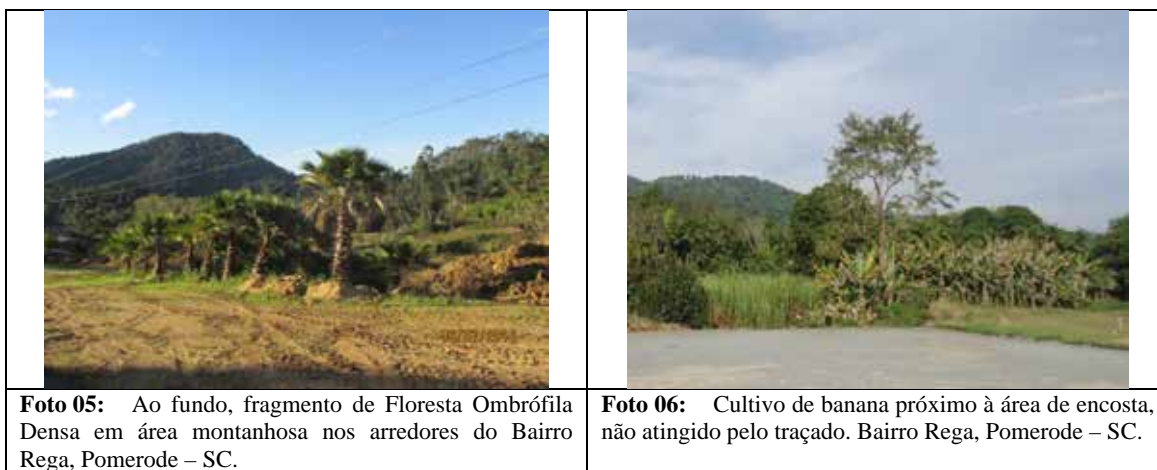 Foto 05: Ao fundo, fragmento de Floresta Ombrófila
Densa em área montanhosa nos arredores do Bairro
Rega, Pomerode – SC.
Foto 06: Cultivo de banana próximo à área de encosta,
não atingido pelo traçado. Bairro Rega, Pomerode – SC.